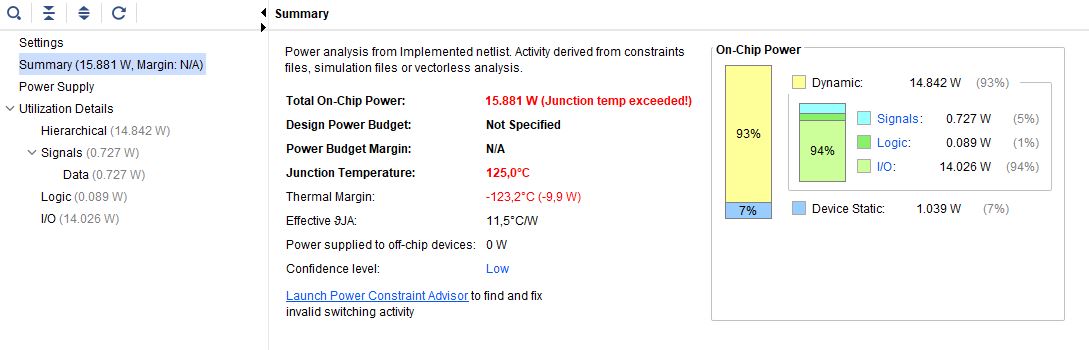 Summary
Settings
Summary (15.881 W, Margin: N/A)
Power Supply
Utilization Details
Hierarchical (14.842 W)
Signals (0.727 W)
Data (0.727 W)
Logic (0.089 W)
I/O (14.026 W)
Power analysis from Implemented netlist. Activity derived from constraints
files, simulation files or vectorless analysis.
Total On-Chip Power: 15.881 W (Junction temp exceeded!)
Design Power Budget: Not Specified
Power Budget Margin: N/A
Junction Temperature: 125,0°C
Thermal Margin: -123,2°C (-9,9 W)
Effective ϑJA: 11,5°C/W
Power supplied to off-chip devices: 0 W
Confidence level: Low
Launch Power Constraint Advisor to find and fix
invalid switching activity
On-Chip Power
93%
7%
Dynamic: 14.842 W (93%)
94%
Signals: 0.727 W (5%)
Logic: 0.089 W (1%)
I/O: 14.026 W (94%)
Device Static: 1.039 W (7%)